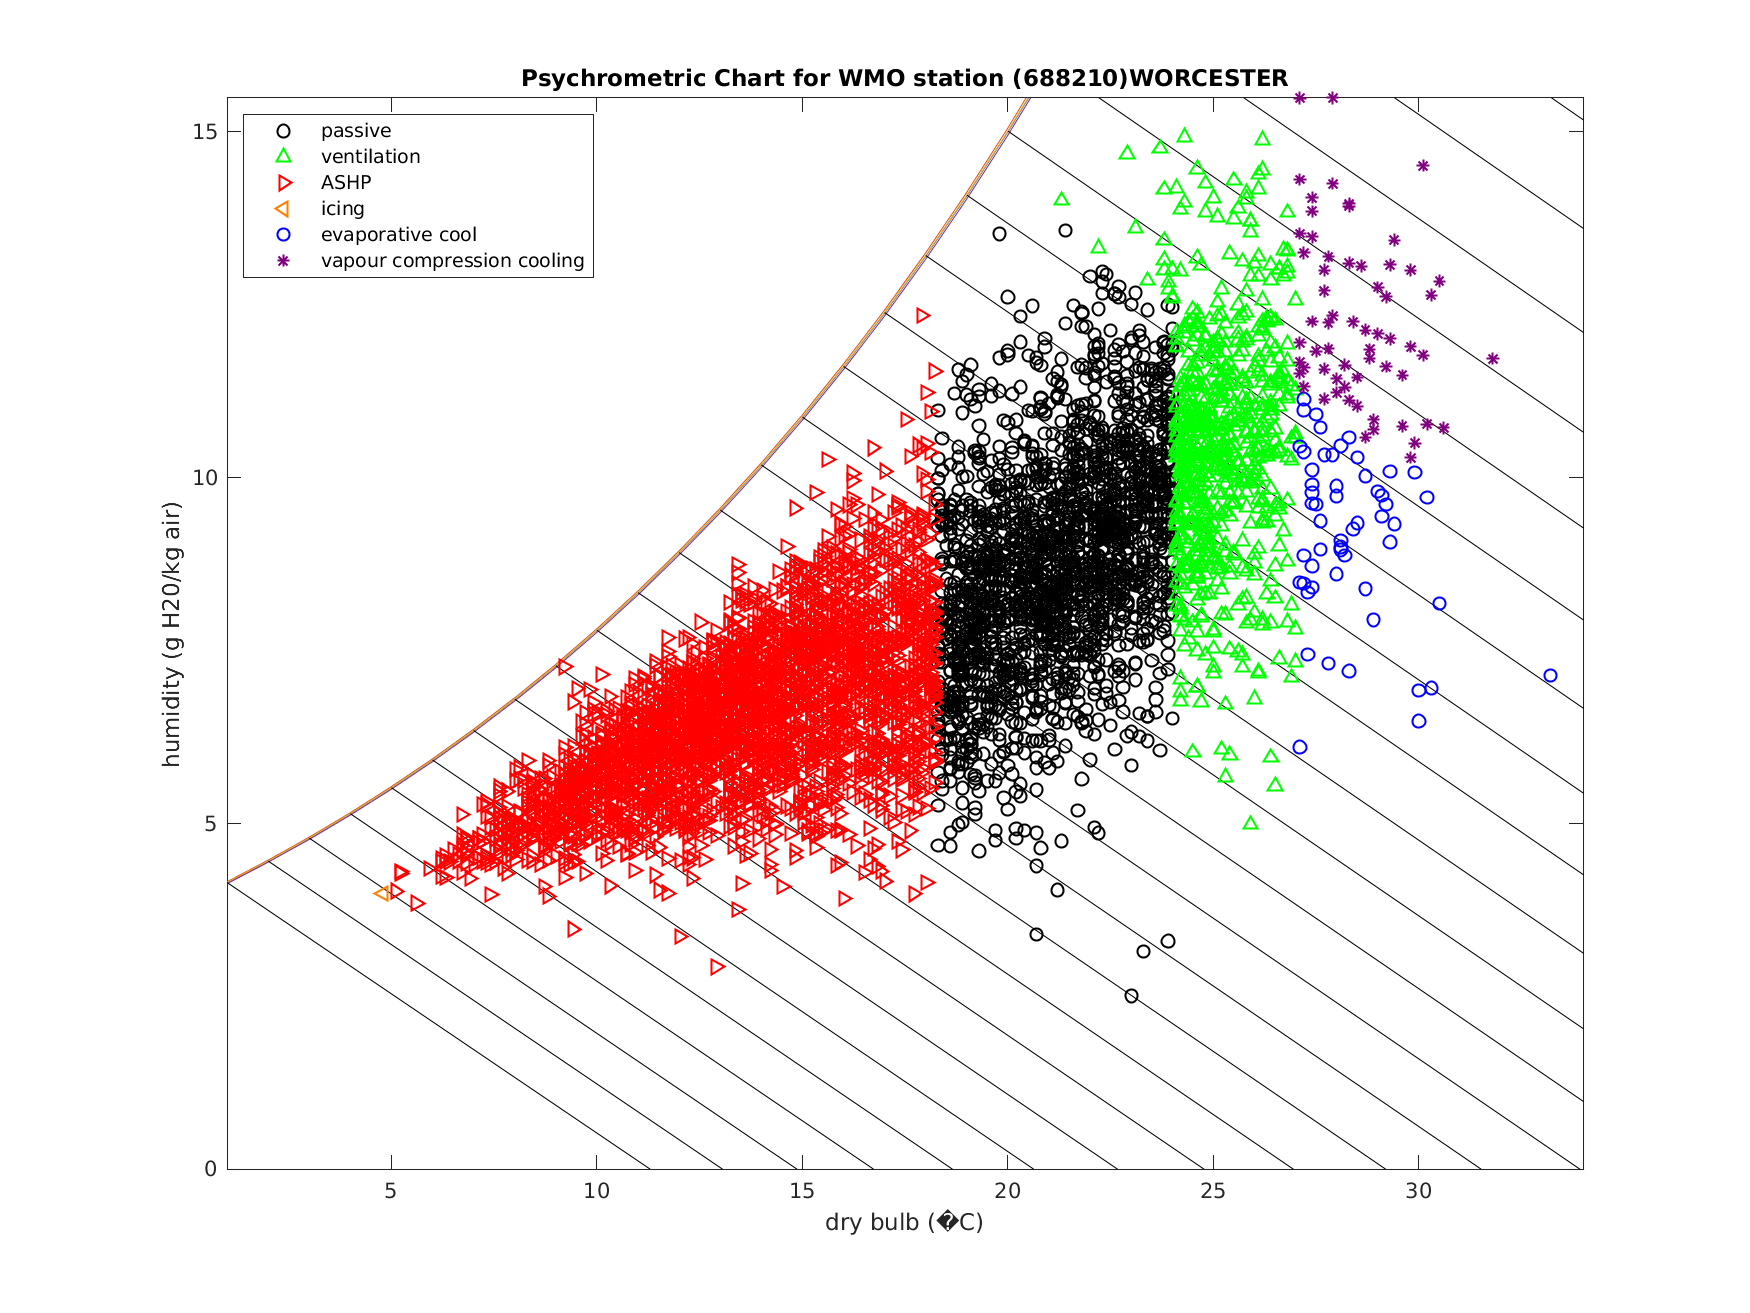 Psychrometric Chart for WMO station (688210)WORCESTER
passive
ventilation
ASHP
icing
evaporative cool
vapour compression cooling
15
10
5
0
humidity (g H20/kg air)
5 10 15 20 25 30
dry bulb (�C)